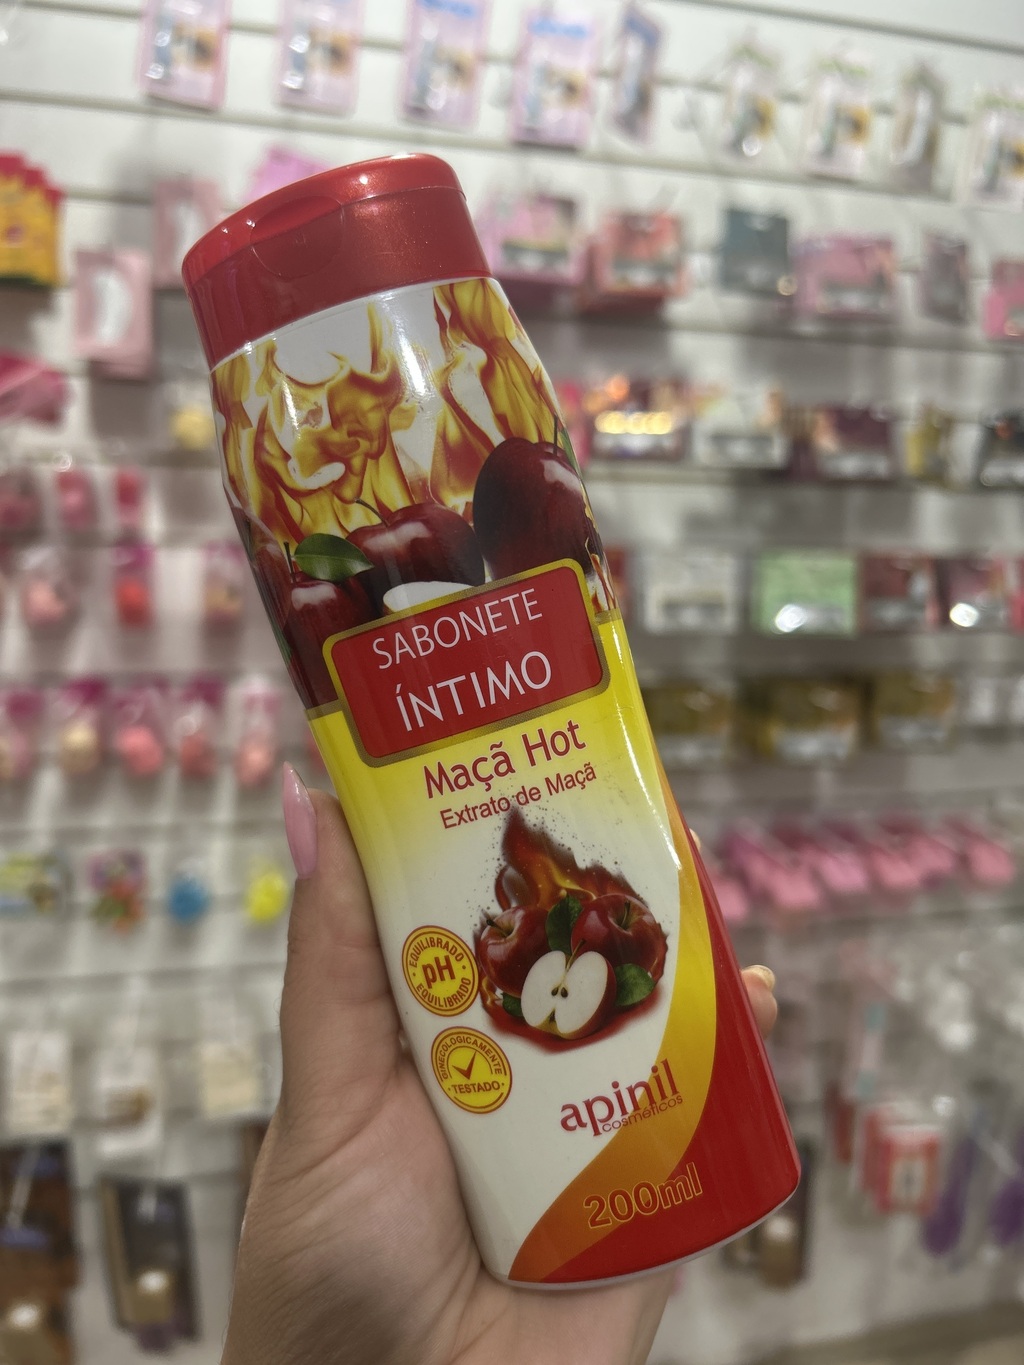 SABONETE
ÍNTIMO
Maçã Hot
Extrato de Maçã
EQUILIBRADO
pH
EQUILIBRADO
GINECOLOGICAMENTE
TESTADO
apinil
cosméticos
200ml